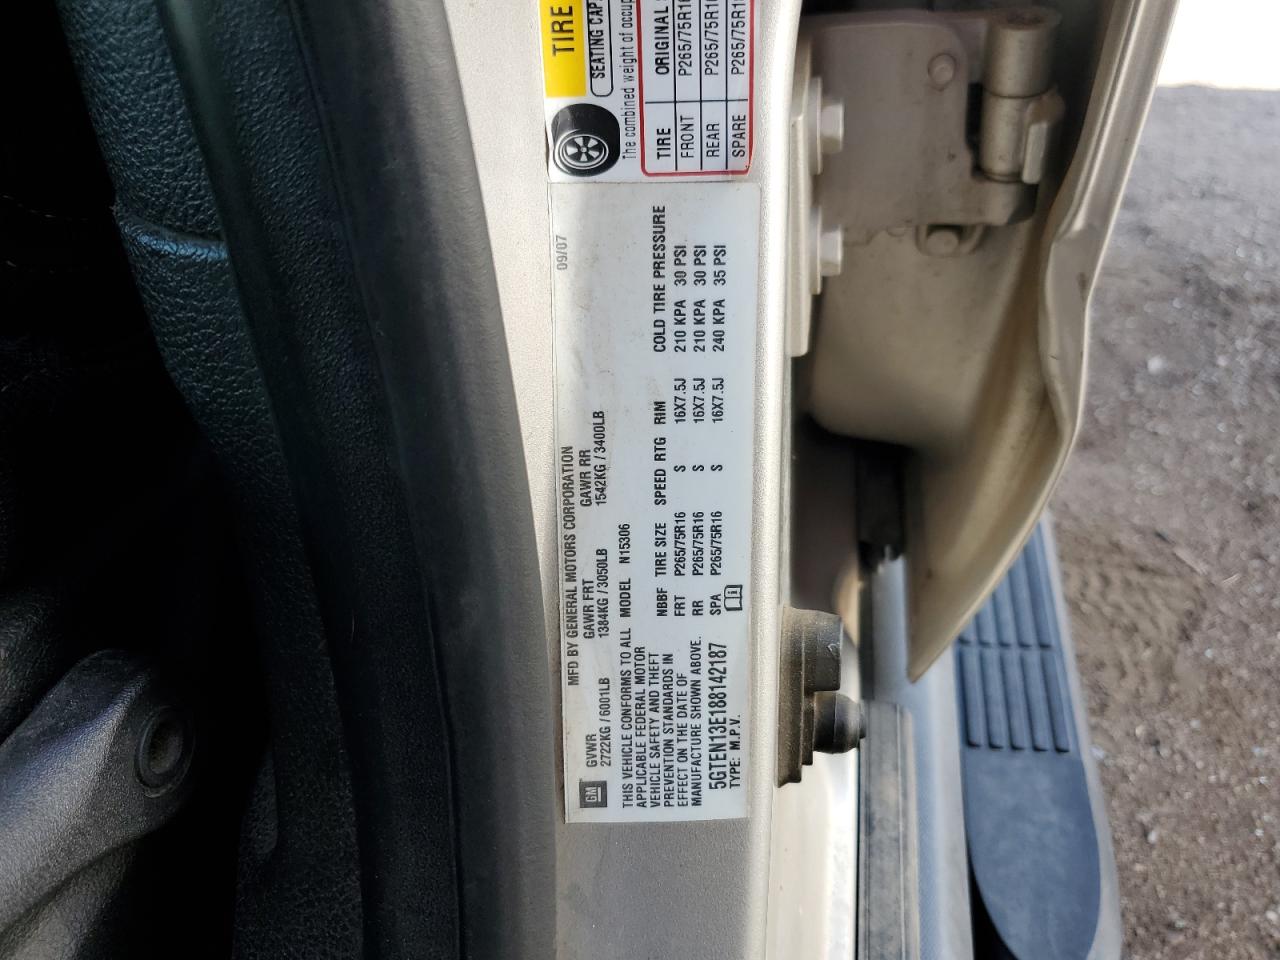 TIRE
SEATING CAP
The combined weight of occup
TIRE ORIGINAL
FRONT P265/75R16
REAR P265/75R16
SPARE P265/75R16
09/07
MFD BY GENERAL MOTORS CORPORATION
GM GVWR GAWR FRT GAWR RR
2722KG / 6001LB 1384KG / 3050LB 1542KG / 3400LB
THIS VEHICLE CONFORMS TO ALL
APPLICABLE FEDERAL MOTOR
VEHICLE SAFETY AND THEFT
PREVENTION STANDARDS IN
EFFECT ON THE DATE OF
MANUFACTURE SHOWN ABOVE.
5GTEN13E188142187
TYPE: M.P.V.
MODEL N15306
NBBF TIRE SIZE SPEED RTG RIM COLD TIRE PRESSURE
FRT P265/75R16 S 16X7.5J 210 KPA 30 PSI
RR P265/75R16 S 16X7.5J 210 KPA 30 PSI
SPA P265/75R16 S 16X7.5J 240 KPA 35 PSI